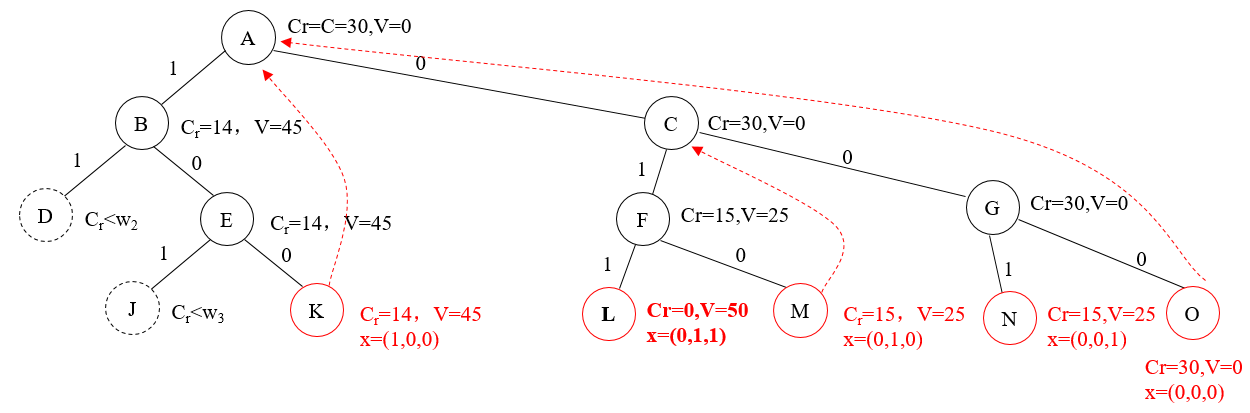 A
Cr=C=30,V=0
1
0
B
Cr=14，V=45
C
Cr=30,V=0
1
0
1
0
D
Cr<w2
E
Cr=14，V=45
F
Cr=15,V=25
G
Cr=30,V=0
1
0
1
0
1
0
J
Cr<w3
K
Cr=14，V=45
x=(1,0,0)
L
Cr=0,V=50
x=(0,1,1)
M
Cr=15，V=25
x=(0,1,0)
N
Cr=15,V=25
x=(0,0,1)
O
Cr=30,V=0
x=(0,0,0)